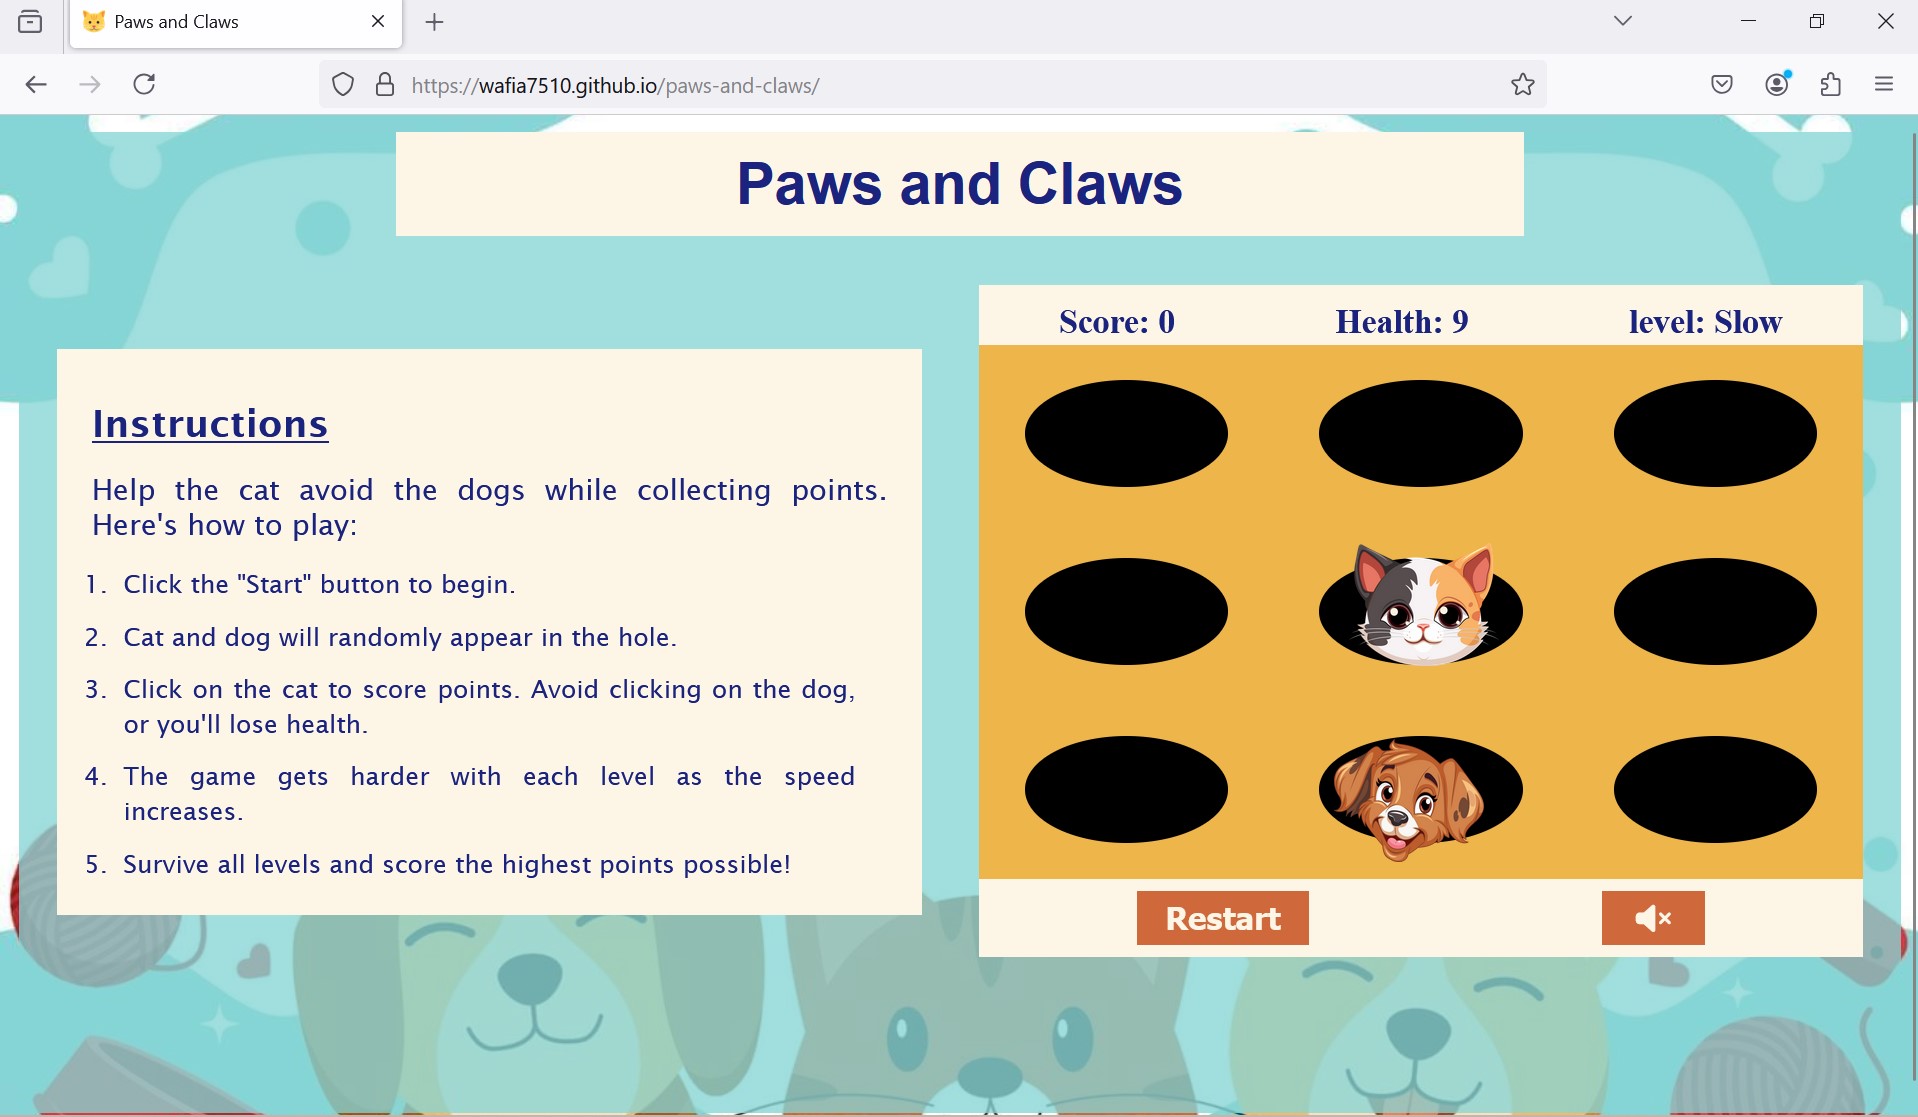 Paws and Claws
https://wafia7510.github.io/paws-and-claws/
Paws and Claws
Score: 0 Health: 9 level: Slow
Instructions
Help the cat avoid the dogs while collecting points.
Here's how to play:
1. Click the "Start" button to begin.
2. Cat and dog will randomly appear in the hole.
3. Click on the cat to score points. Avoid clicking on the dog,
or you'll lose health.
4. The game gets harder with each level as the speed
increases.
5. Survive all levels and score the highest points possible!
Restart